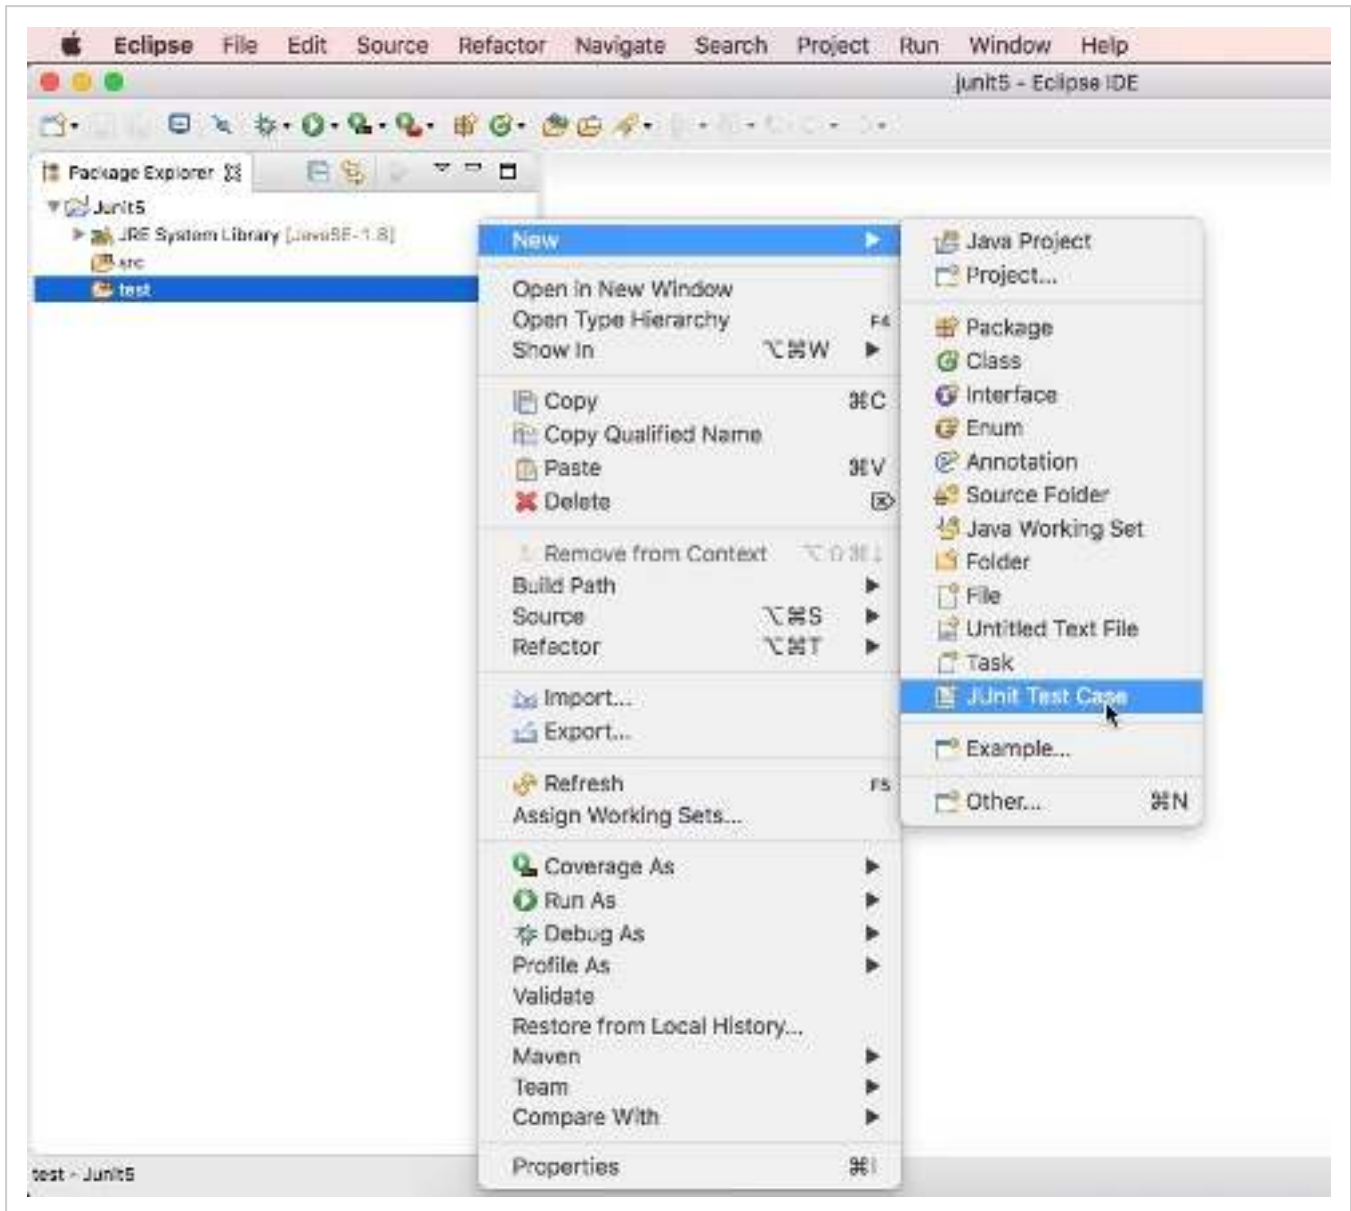 Eclipse File Edit Source Refactor Navigate Search Project Run Window Help
junit5 - Eclipse IDE
Package Explorer
Junit5
JRE System Library [JavaSE-1.8]
src
test
New
Open in New Window
Open Type Hierarchy F4
Show In ⌥⌘W
Copy ⌘C
Copy Qualified Name
Paste ⌘V
Delete ⌦
Remove from Context ⌥⇧⌘↓
Build Path
Source ⌥⌘S
Refactor ⌥⌘T
Import...
Export...
Refresh F5
Assign Working Sets...
Coverage As
Run As
Debug As
Profile As
Validate
Restore from Local History...
Maven
Team
Compare With
Properties ⌘I
Java Project
Project...
Package
Class
Interface
Enum
Annotation
Source Folder
Java Working Set
Folder
File
Untitled Text File
Task
JUnit Test Case
Example...
Other... ⌘N
test - Junit5